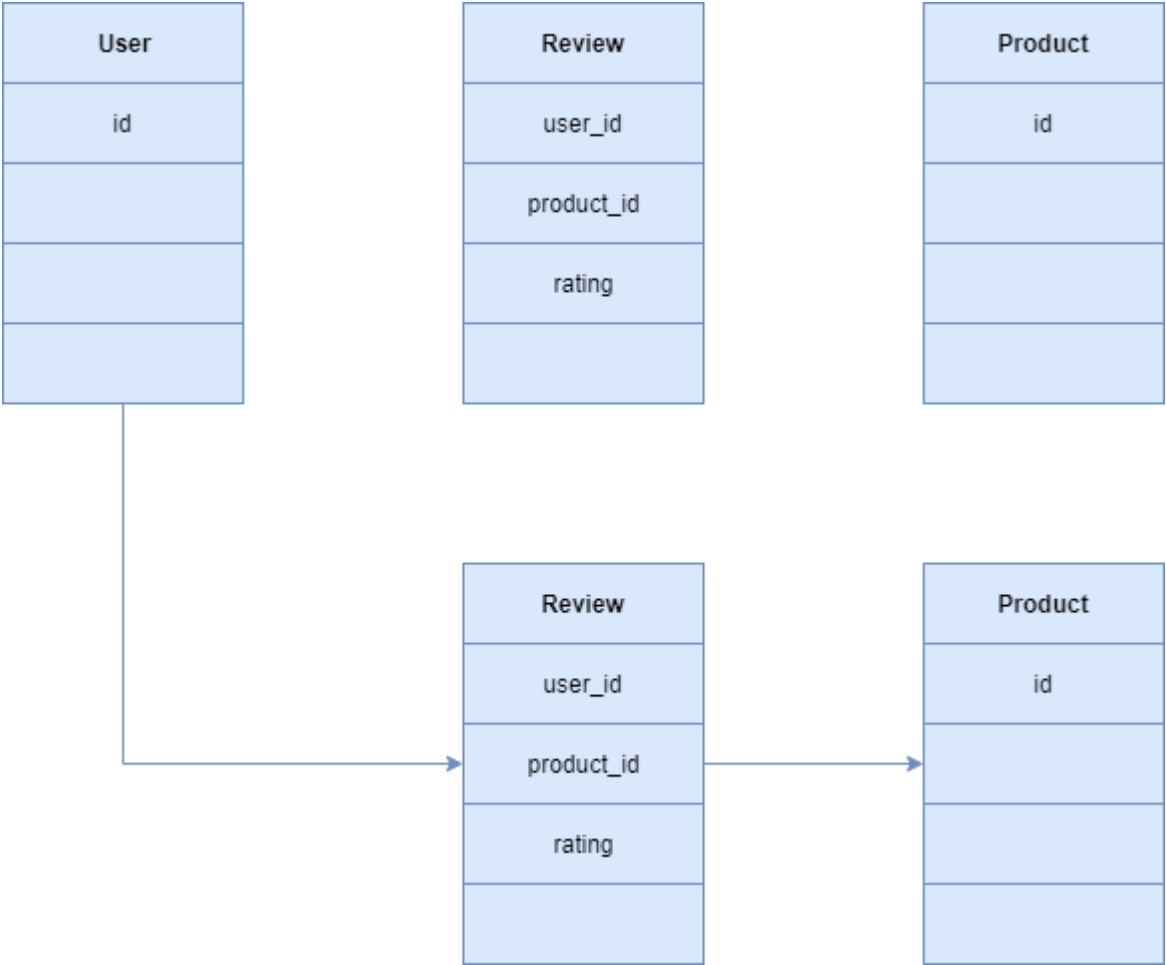 User
id
Review
user_id
product_id
rating
Product
id
Review
user_id
product_id
rating
Product
id